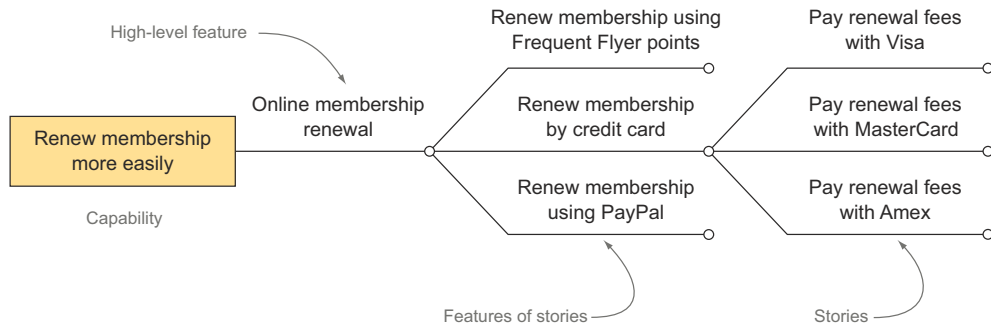 High-level feature
Renew membership using
Frequent Flyer points
Pay renewal fees
with Visa
Online membership
renewal
Renew membership
by credit card
Pay renewal fees
with MasterCard
Renew membership
more easily
Capability
Renew membership
using PayPal
Pay renewal fees
with Amex
Features of stories
Stories